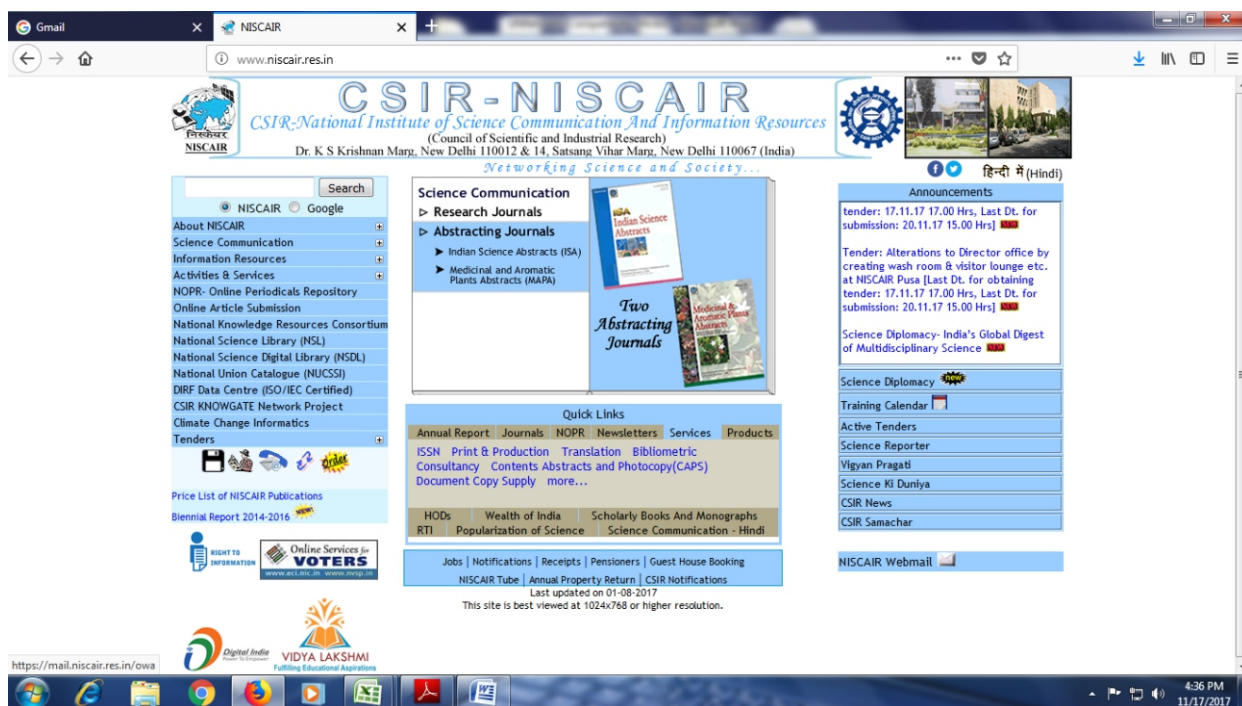 Gmail
NISCAIR
www.niscair.res.in
CSIR-NISCAIR
CSIR-National Institute of Science Communication And Information Resources
(Council of Scientific and Industrial Research)
Dr. K S Krishnan Marg, New Delhi 110012 & 14, Satsang Vihar Marg, New Delhi 110067 (India)
Networking Science and Society...
निस्केयर
NISCAIR
हिन्दी में (Hindi)
Search
NISCAIR Google
About NISCAIR
Science Communication
Information Resources
Activities & Services
NOPR- Online Periodicals Repository
Online Article Submission
National Knowledge Resources Consortium
National Science Library (NSL)
National Science Digital Library (NSDL)
National Union Catalogue (NUCSSI)
DIRF Data Centre (ISO/IEC Certified)
CSIR KNOWGATE Network Project
Climate Change Informatics
Tenders
order
Price List of NISCAIR Publications
Biennial Report 2014-2016 NEW!
RIGHT TO
INFORMATION
Online Services for
VOTERS
www.eci.nic.in www.nvsp.in
Digital India
Power To Empower
VIDYA LAKSHMI
Fulfilling Educational Aspirations
Science Communication
Research Journals
Abstracting Journals
Indian Science Abstracts (ISA)
Medicinal and Aromatic
Plants Abstracts (MAPA)
ISA
Indian Science
Abstracts
Two
Abstracting
Journals
Medicinal &
Aromatic Plants
Abstracts
Quick Links
Annual Report Journals NOPR Newsletters Services Products
ISSN Print & Production Translation Bibliometric
Consultancy Contents Abstracts and Photocopy(CAPS)
Document Copy Supply more...
HODs Wealth of India Scholarly Books And Monographs
RTI Popularization of Science Science Communication - Hindi
Jobs | Notifications | Receipts | Pensioners | Guest House Booking
NISCAIR Tube | Annual Property Return | CSIR Notifications
Last updated on 01-08-2017
This site is best viewed at 1024x768 or higher resolution.
Announcements
tender: 17.11.17 17.00 Hrs, Last Dt. for
submission: 20.11.17 15.00 Hrs] NEW
Tender: Alterations to Director office by
creating wash room & visitor lounge etc.
at NISCAIR Pusa [Last Dt. for obtaining
tender: 17.11.17 17.00 Hrs, Last Dt. for
submission: 20.11.17 15.00 Hrs] NEW
Science Diplomacy- India's Global Digest
of Multidisciplinary Science NEW
Science Diplomacy new
Training Calendar
Active Tenders
Science Reporter
Vigyan Pragati
Science Ki Duniya
CSIR News
CSIR Samachar
NISCAIR Webmail
https://mail.niscair.res.in/owa
4:36 PM
11/17/2017